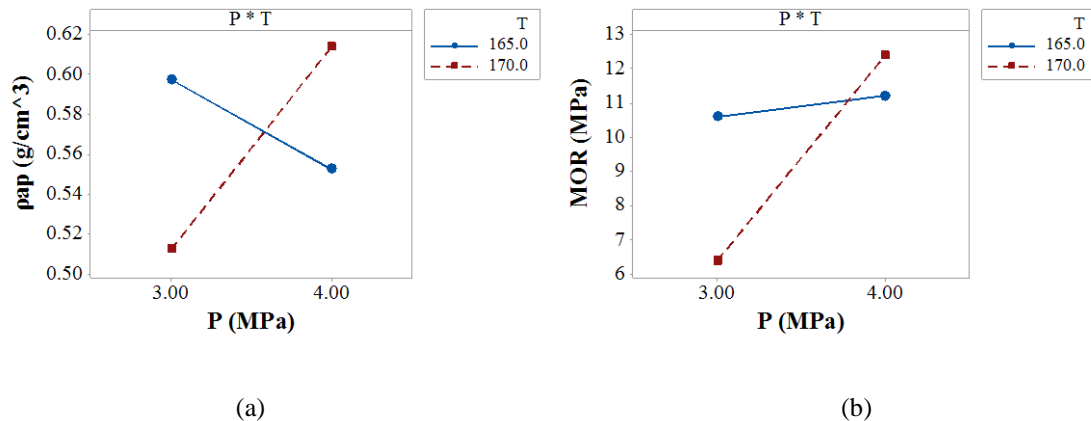 P * T
T
165.0
170.0
0.62
0.60
0.58
0.56
0.54
0.52
0.50
ρap (g/cm^3)
3.00 4.00
P (MPa)
(a)
P * T
T
165.0
170.0
13
12
11
10
9
8
7
6
MOR (MPa)
3.00 4.00
P (MPa)
(b)